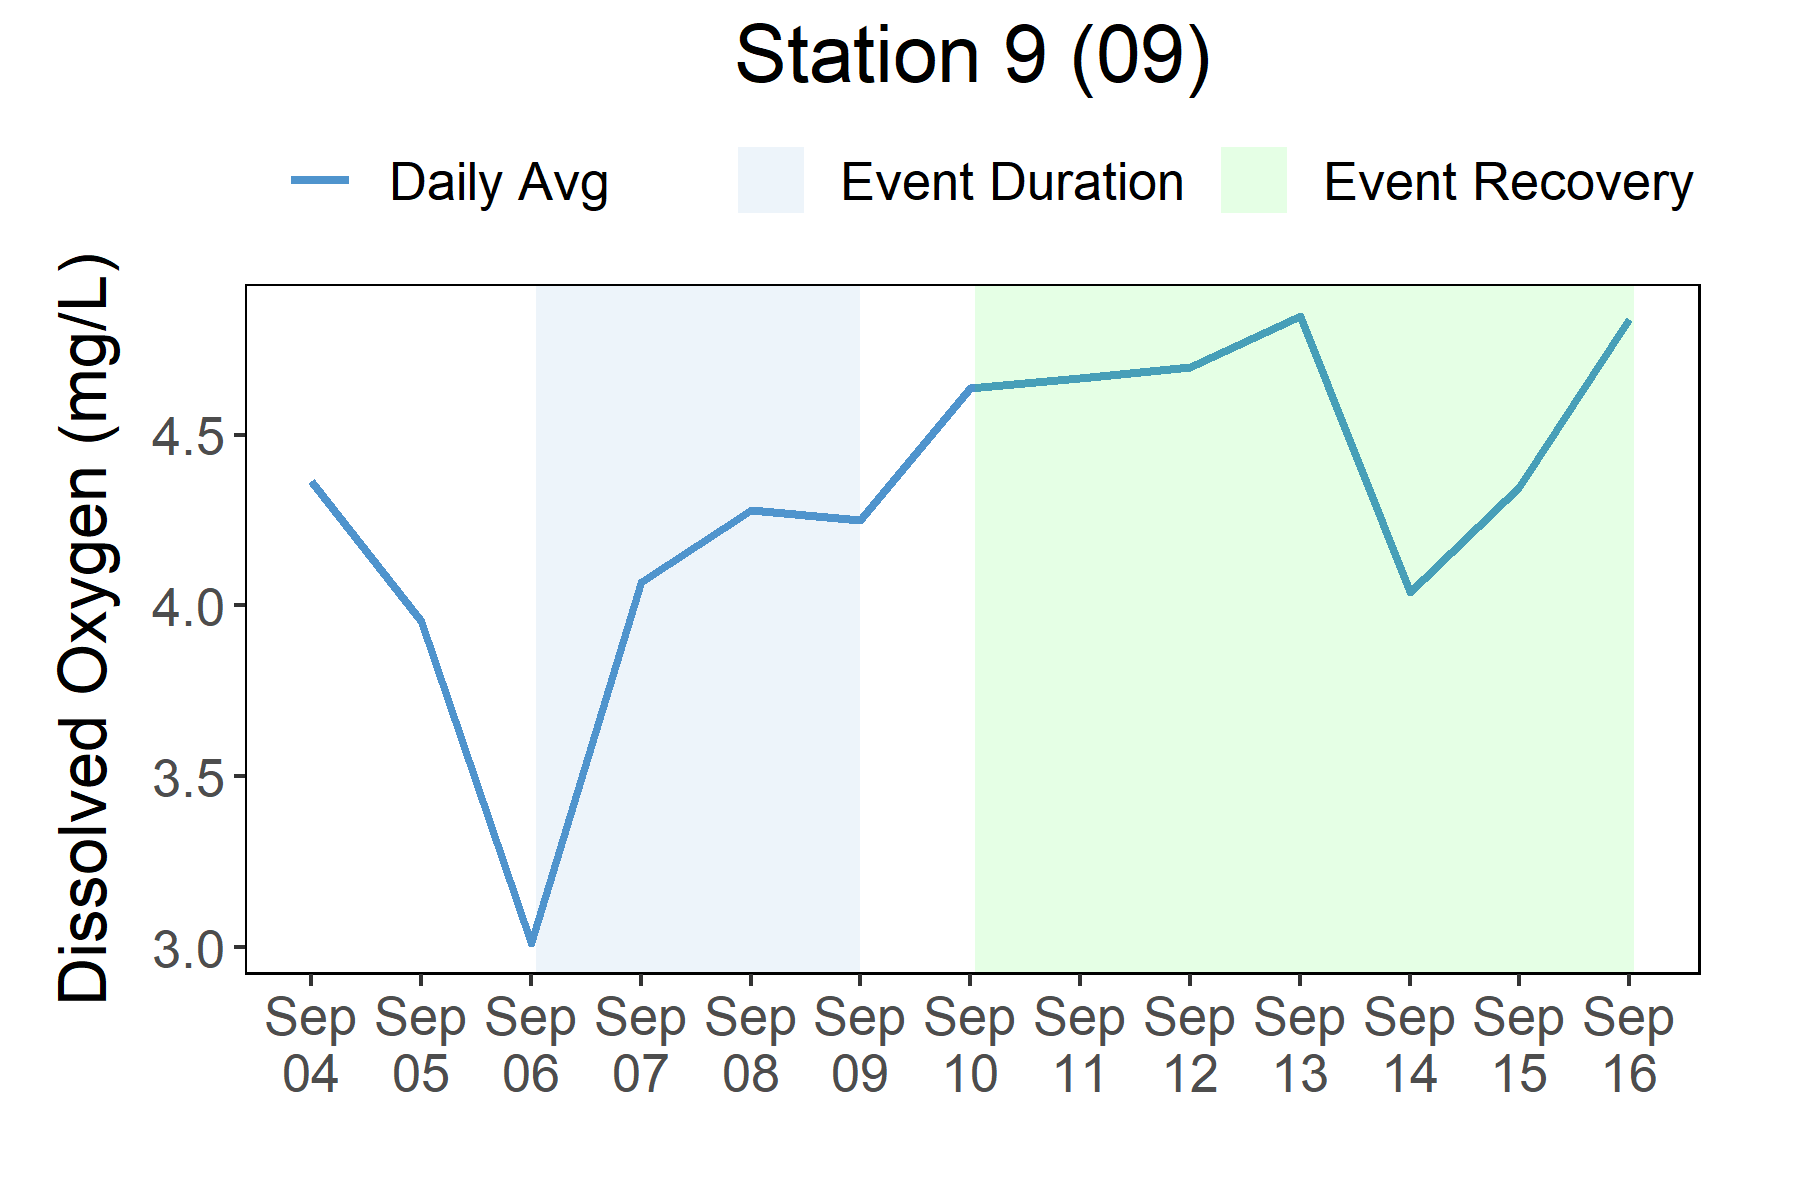 Station 9 (09)
Daily Avg Event Duration Event Recovery
Dissolved Oxygen (mg/L)
4.5
4.0
3.5
3.0
Sep Sep Sep Sep Sep Sep Sep Sep Sep Sep Sep Sep Sep
04 05 06 07 08 09 10 11 12 13 14 15 16